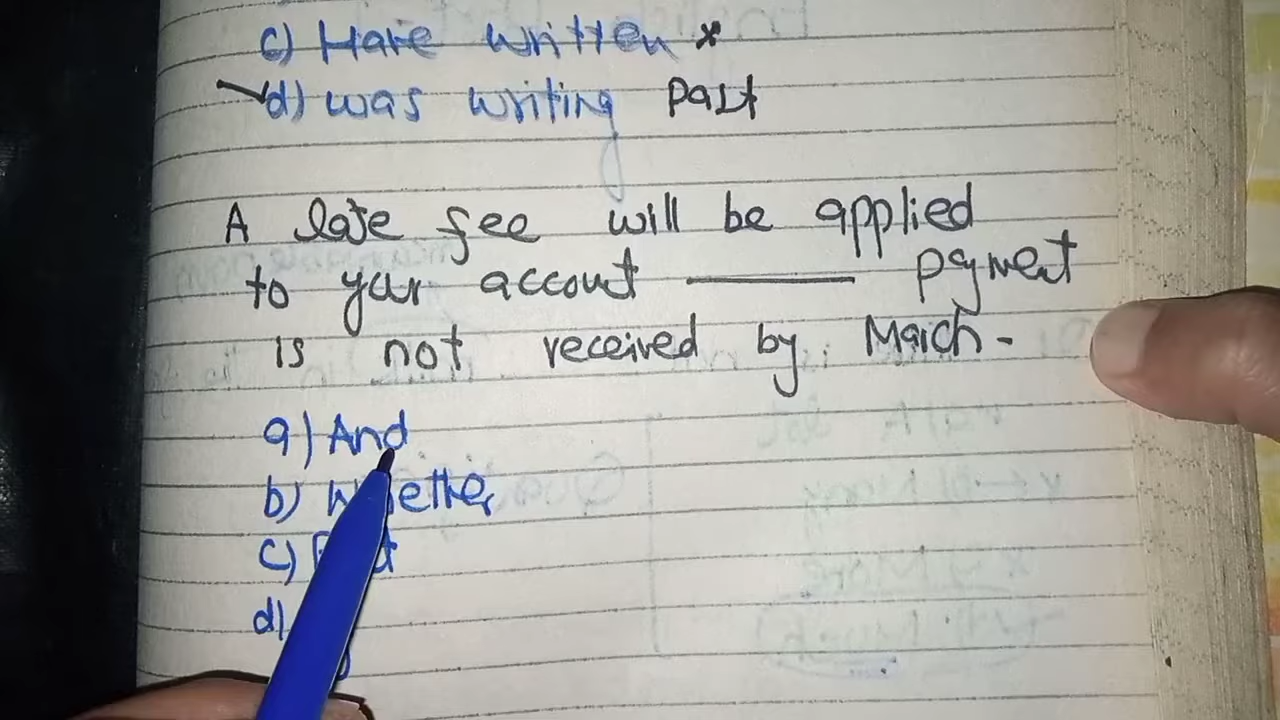 c) Have written ×
d) was writing past
A late fee will be applied
to your account ——— payment
is not received by March -
a) And
b) Whether
c)
d)